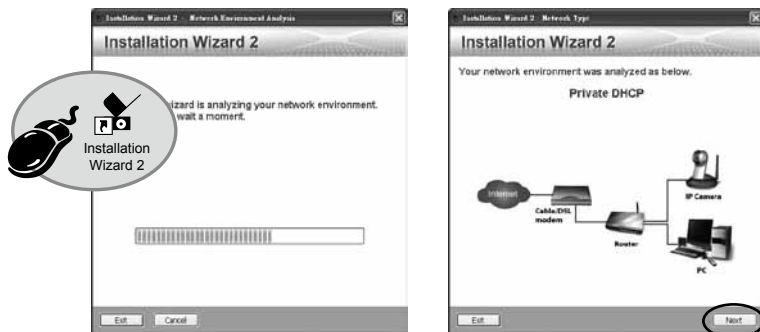 Installation Wizard 2 - Network Environment Analysis
Installation Wizard 2
izard is analyzing your network environment.
wait a moment.
Installation
Wizard 2
Exit
Cancel
Installation Wizard 2 - Network Type
Installation Wizard 2
Your network environment was analyzed as below.
Private DHCP
Internet
Cable/DSL
modem
Router
IP Camera
PC
Exit
Next